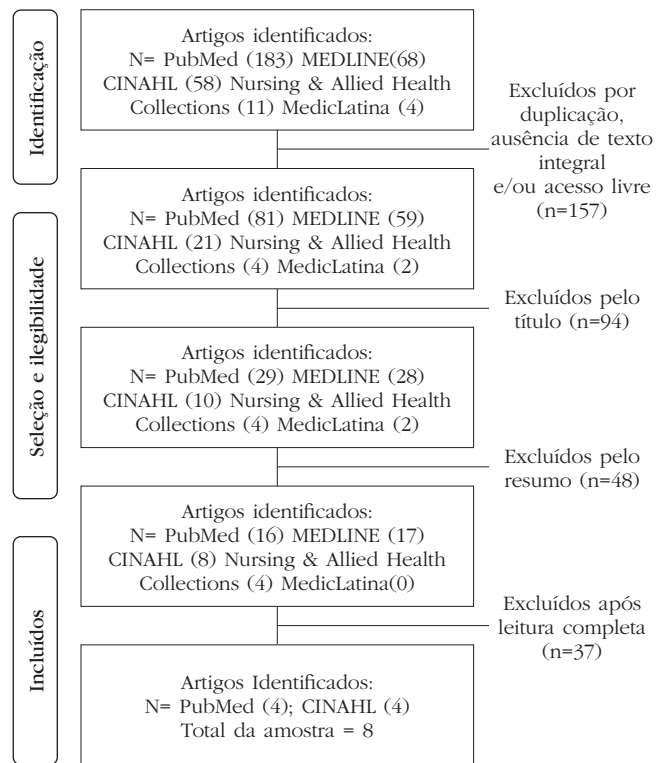 Identificação
Artigos identificados:
N= PubMed (183) MEDLINE(68)
CINAHL (58) Nursing & Allied Health
Collections (11) MedicLatina (4)
Excluídos por
duplicação,
ausência de texto
integral
e/ou acesso livre
(n=157)
Seleção e ilegibilidade
Artigos identificados:
N= PubMed (81) MEDLINE (59)
CINAHL (21) Nursing & Allied Health
Collections (4) MedicLatina (2)
Excluídos pelo
título (n=94)
Artigos identificados:
N= PubMed (29) MEDLINE (28)
CINAHL (10) Nursing & Allied Health
Collections (4) MedicLatina (2)
Excluídos pelo
resumo (n=48)
Incluídos
Artigos identificados:
N= PubMed (16) MEDLINE (17)
CINAHL (8) Nursing & Allied Health
Collections (4) MedicLatina(0)
Excluídos após
leitura completa
(n=37)
Artigos Identificados:
N= PubMed (4); CINAHL (4)
Total da amostra = 8